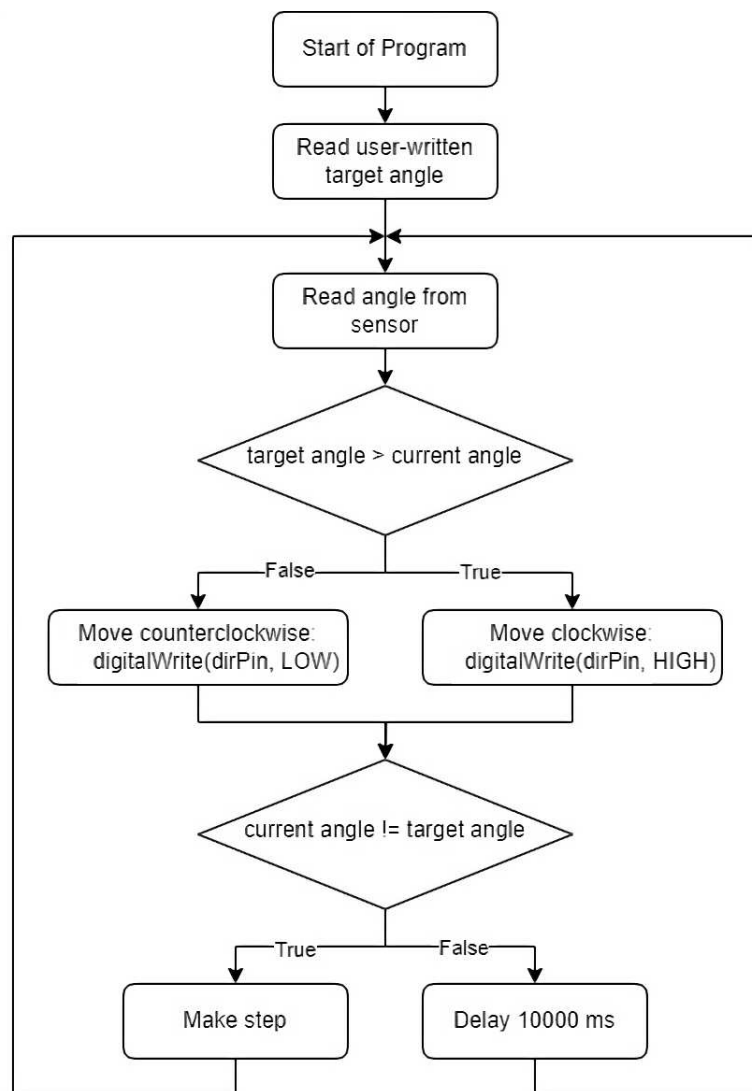 Start of Program
Read user-written
target angle
Read angle from
sensor
target angle > current angle
False
True
Move counterclockwise:
digitalWrite(dirPin, LOW)
Move clockwise:
digitalWrite(dirPin, HIGH)
current angle != target angle
True
False
Make step
Delay 10000 ms